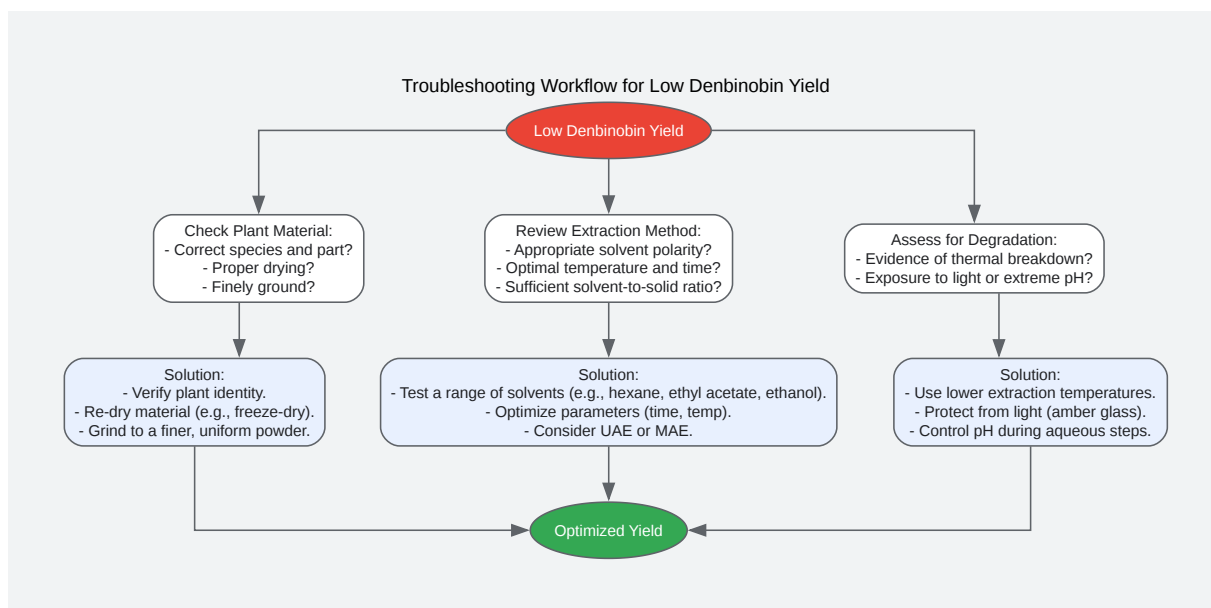 Troubleshooting Workflow for Low Denbinobin Yield
Low Denbinobin Yield
Check Plant Material:
- Correct species and part?
- Proper drying?
- Finely ground?
Review Extraction Method:
- Appropriate solvent polarity?
- Optimal temperature and time?
- Sufficient solvent-to-solid ratio?
Assess for Degradation:
- Evidence of thermal breakdown?
- Exposure to light or extreme pH?
Solution:
- Verify plant identity.
- Re-dry material (e.g., freeze-dry).
- Grind to a finer, uniform powder.
Solution:
- Test a range of solvents (e.g., hexane, ethyl acetate, ethanol).
- Optimize parameters (time, temp).
- Consider UAE or MAE.
Solution:
- Use lower extraction temperatures.
- Protect from light (amber glass).
- Control pH during aqueous steps.
Optimized Yield